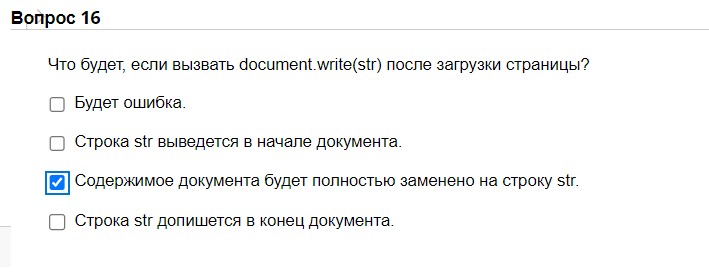 Вопрос 16
Что будет, если вызвать document.write(str) после загрузки страницы?
Будет ошибка.
Строка str выведется в начале документа.
Содержимое документа будет полностью заменено на строку str.
Строка str допишется в конец документа.